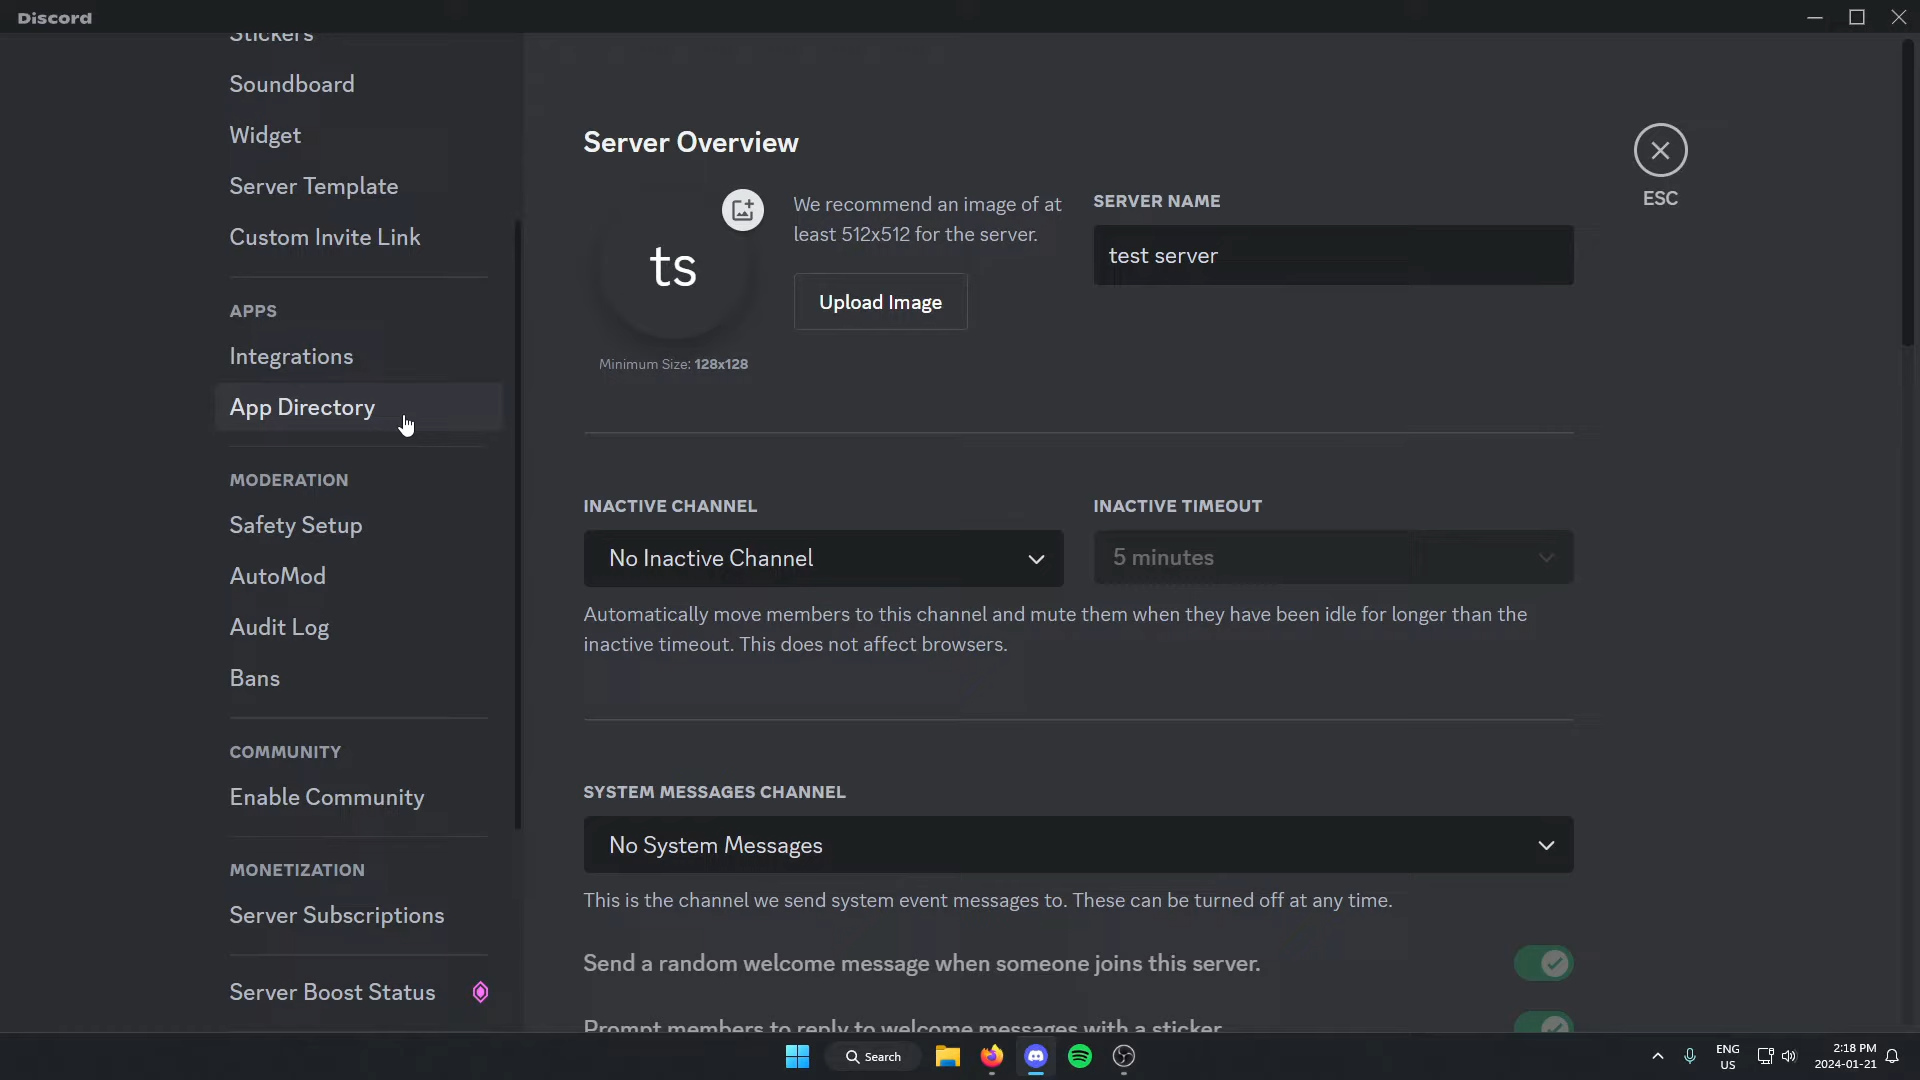 Discord
Stickers
Soundboard
Widget
Server Template
Custom Invite Link
APPS
Integrations
App Directory
MODERATION
Safety Setup
AutoMod
Audit Log
Bans
COMMUNITY
Enable Community
MONETIZATION
Server Subscriptions
Server Boost Status
Server Overview
ts
Minimum Size: 128x128
We recommend an image of at
least 512x512 for the server.
Upload Image
SERVER NAME
test server
ESC
INACTIVE CHANNEL
No Inactive Channel
INACTIVE TIMEOUT
5 minutes
Automatically move members to this channel and mute them when they have been idle for longer than the
inactive timeout. This does not affect browsers.
SYSTEM MESSAGES CHANNEL
No System Messages
This is the channel we send system event messages to. These can be turned off at any time.
Send a random welcome message when someone joins this server.
Prompt members to reply to welcome messages with a sticker.
Search
ENG
US
2:18 PM
2024-01-21